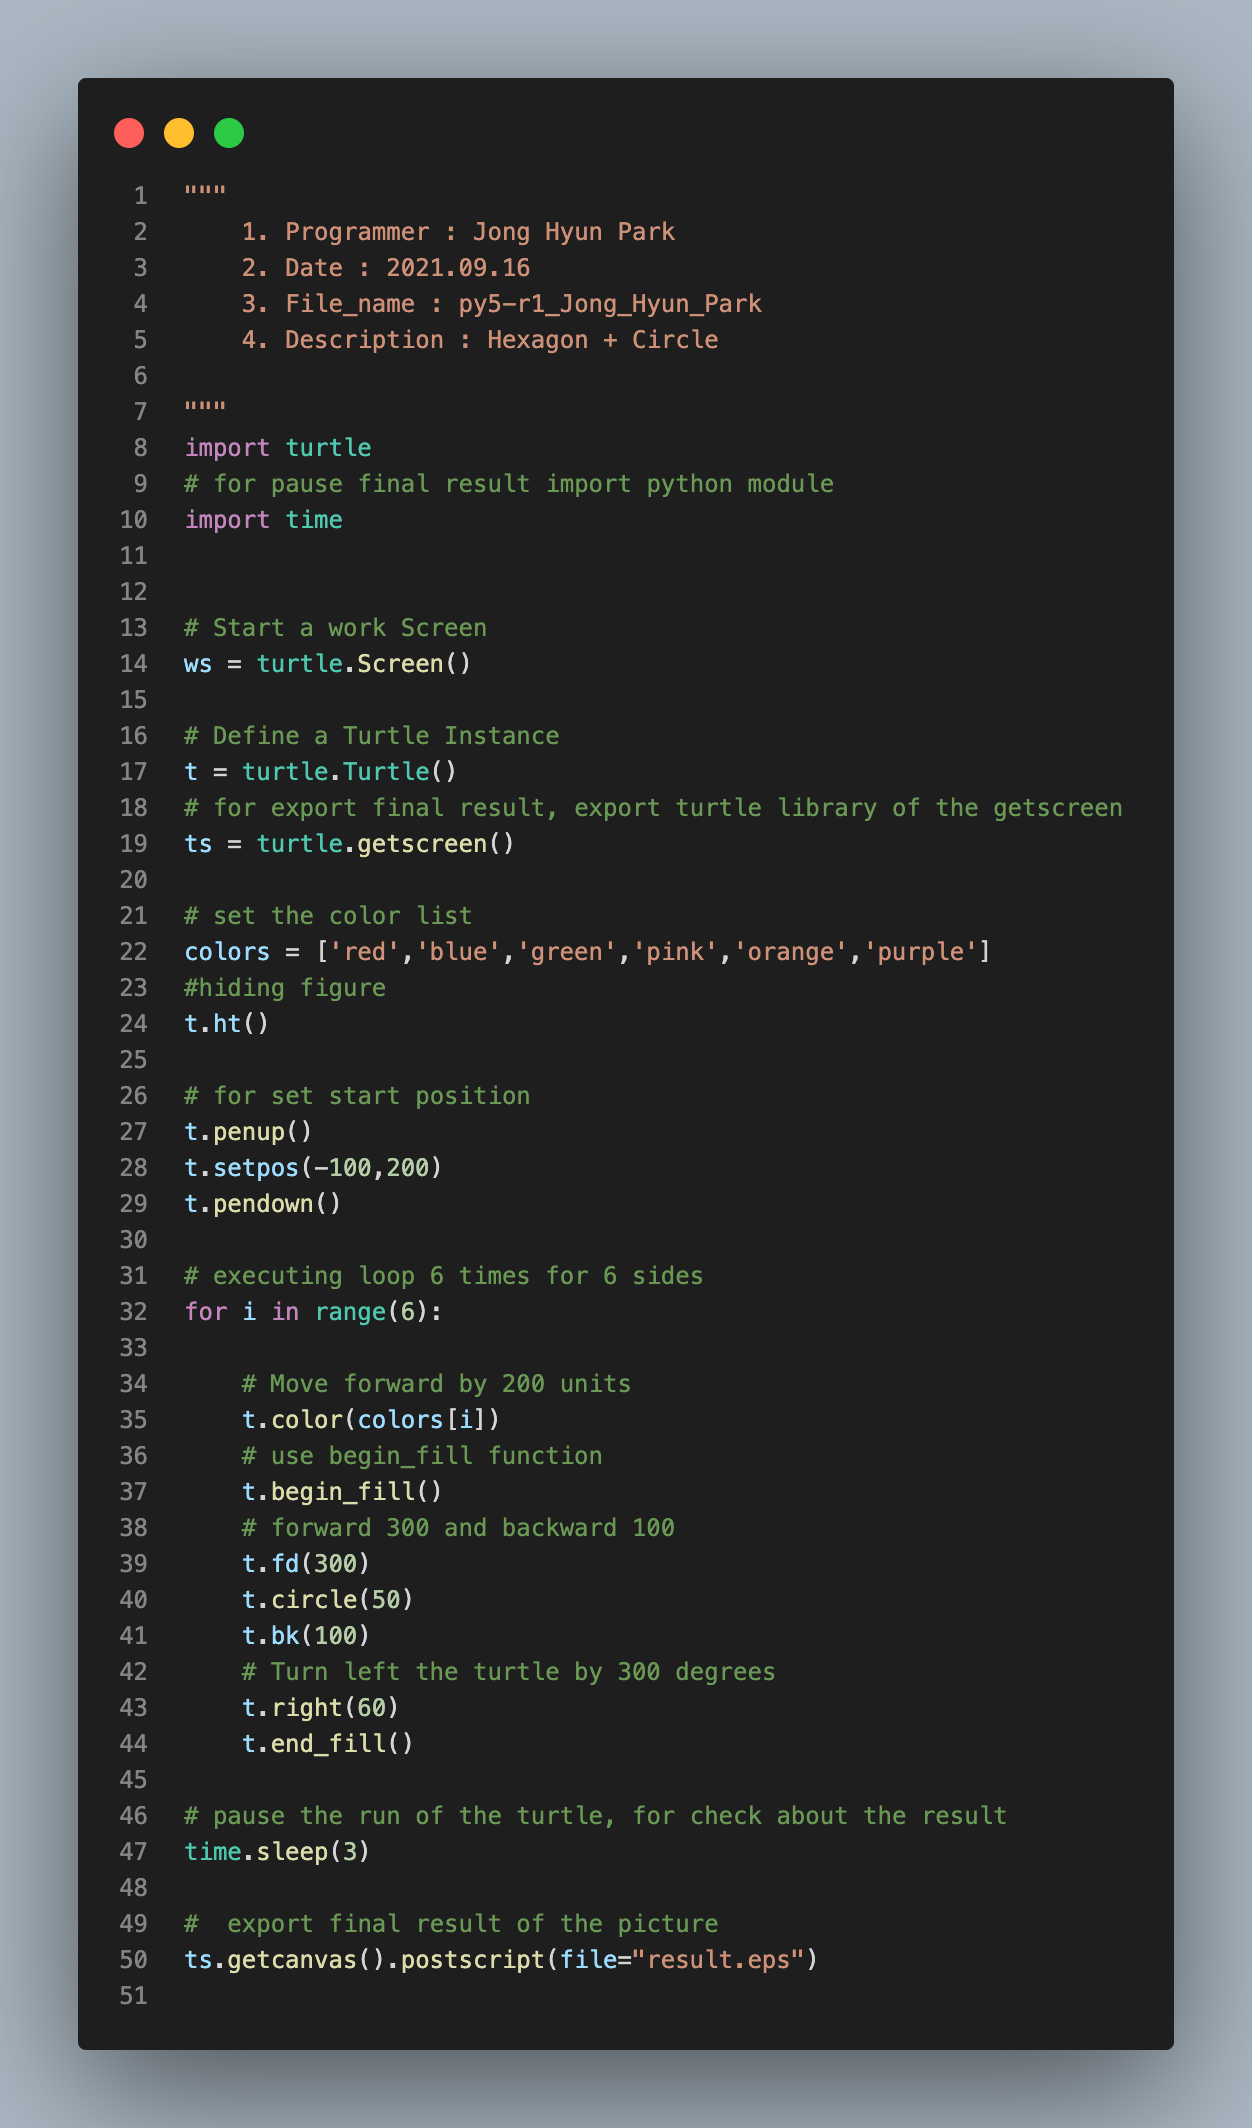 1 """
2     1. Programmer : Jong Hyun Park
3     2. Date : 2021.09.16
4     3. File_name : py5-r1_Jong_Hyun_Park
5     4. Description : Hexagon + Circle
6
7 """
8 import turtle
9 # for pause final result import python module
10 import time
11
12
13 # Start a work Screen
14 ws = turtle.Screen()
15
16 # Define a Turtle Instance
17 t = turtle.Turtle()
18 # for export final result, export turtle library of the getscreen
19 ts = turtle.getscreen()
20
21 # set the color list
22 colors = ['red','blue','green','pink','orange','purple']
23 #hiding figure
24 t.ht()
25
26 # for set start position
27 t.penup()
28 t.setpos(-100,200)
29 t.pendown()
30
31 # executing loop 6 times for 6 sides
32 for i in range(6):
33
34     # Move forward by 200 units
35     t.color(colors[i])
36     # use begin_fill function
37     t.begin_fill()
38     # forward 300 and backward 100
39     t.fd(300)
40     t.circle(50)
41     t.bk(100)
42     # Turn left the turtle by 300 degrees
43     t.right(60)
44     t.end_fill()
45
46 # pause the run of the turtle, for check about the result
47 time.sleep(3)
48
49 #  export final result of the picture
50 ts.getcanvas().postscript(file="result.eps")
51